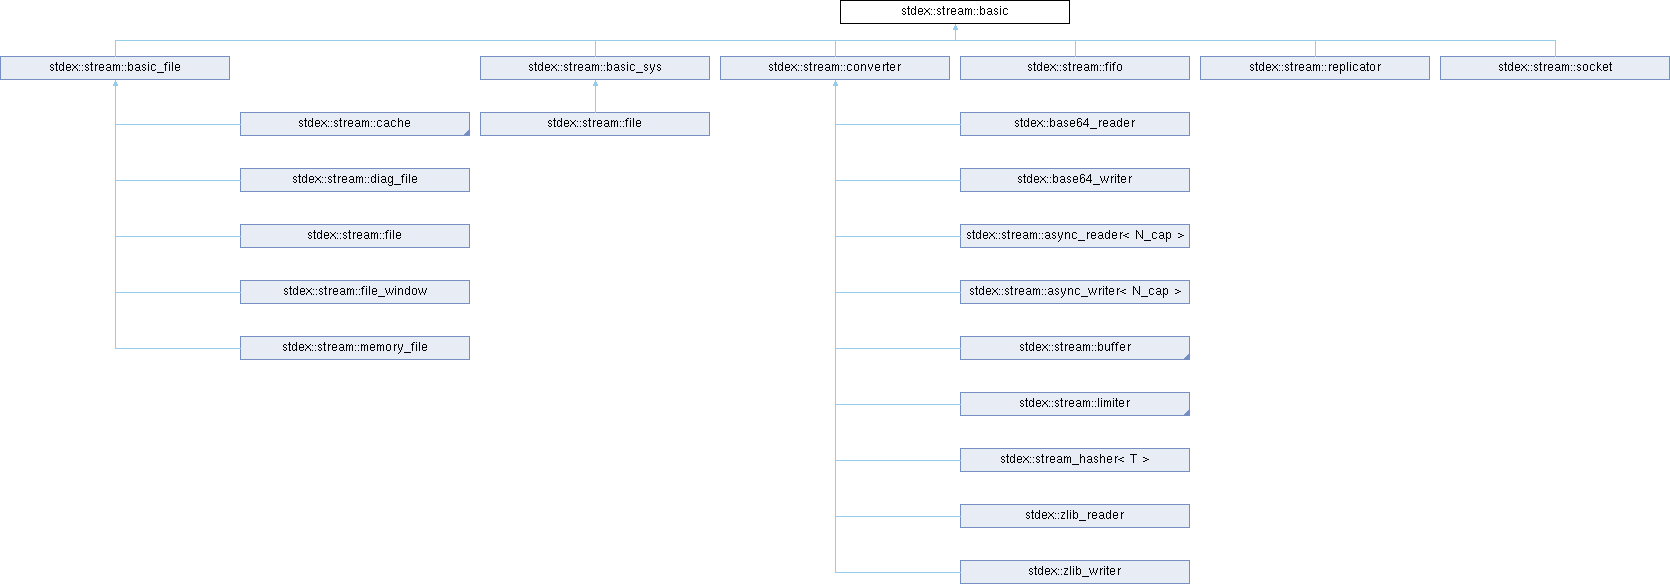 stdex::stream::basic
stdex::stream::basic_file
stdex::stream::basic_sys
stdex::stream::converter
stdex::stream::fifo
stdex::stream::replicator
stdex::stream::socket
stdex::stream::cache
stdex::stream::file
stdex::base64_reader
stdex::stream::diag_file
stdex::base64_writer
stdex::stream::file
stdex::stream::async_reader< N_cap >
stdex::stream::file_window
stdex::stream::async_writer< N_cap >
stdex::stream::memory_file
stdex::stream::buffer
stdex::stream::limiter
stdex::stream_hasher< T >
stdex::zlib_reader
stdex::zlib_writer